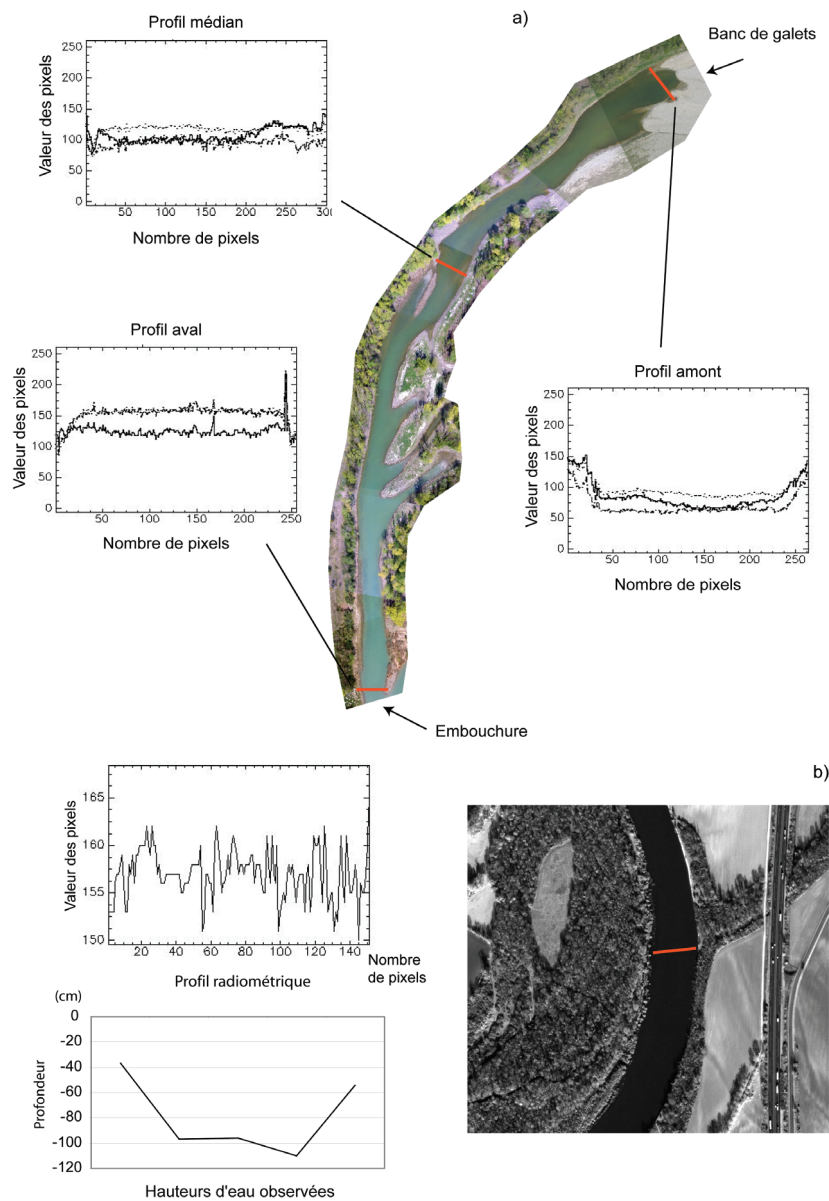 Profil médian
a)
Banc de galets
250
200
150
100
50
0
Valeur des pixels
50
100
150
200
250
300
Nombre de pixels
Profil aval
250
200
150
100
50
0
Valeur des pixels
50
100
150
200
250
Nombre de pixels
Profil amont
250
200
150
100
50
0
Valeur des pixels
50
100
150
200
250
Nombre de pixels
Embouchure
b)
165
160
155
150
Valeur des pixels
20
40
60
80
100
120
140
Nombre
de pixels
Profil radiométrique
(cm)
0
-20
-40
-60
-80
-100
-120
Profondeur
Hauteurs d'eau observées